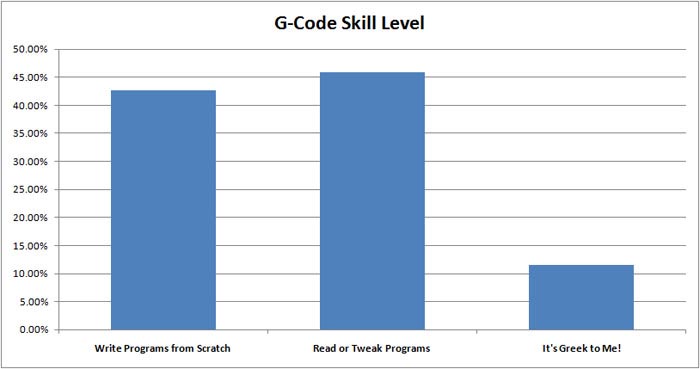 G-Code Skill Level
50.00%
45.00%
40.00%
35.00%
30.00%
25.00%
20.00%
15.00%
10.00%
5.00%
0.00%
Write Programs from Scratch
Read or Tweak Programs
It's Greek to Me!